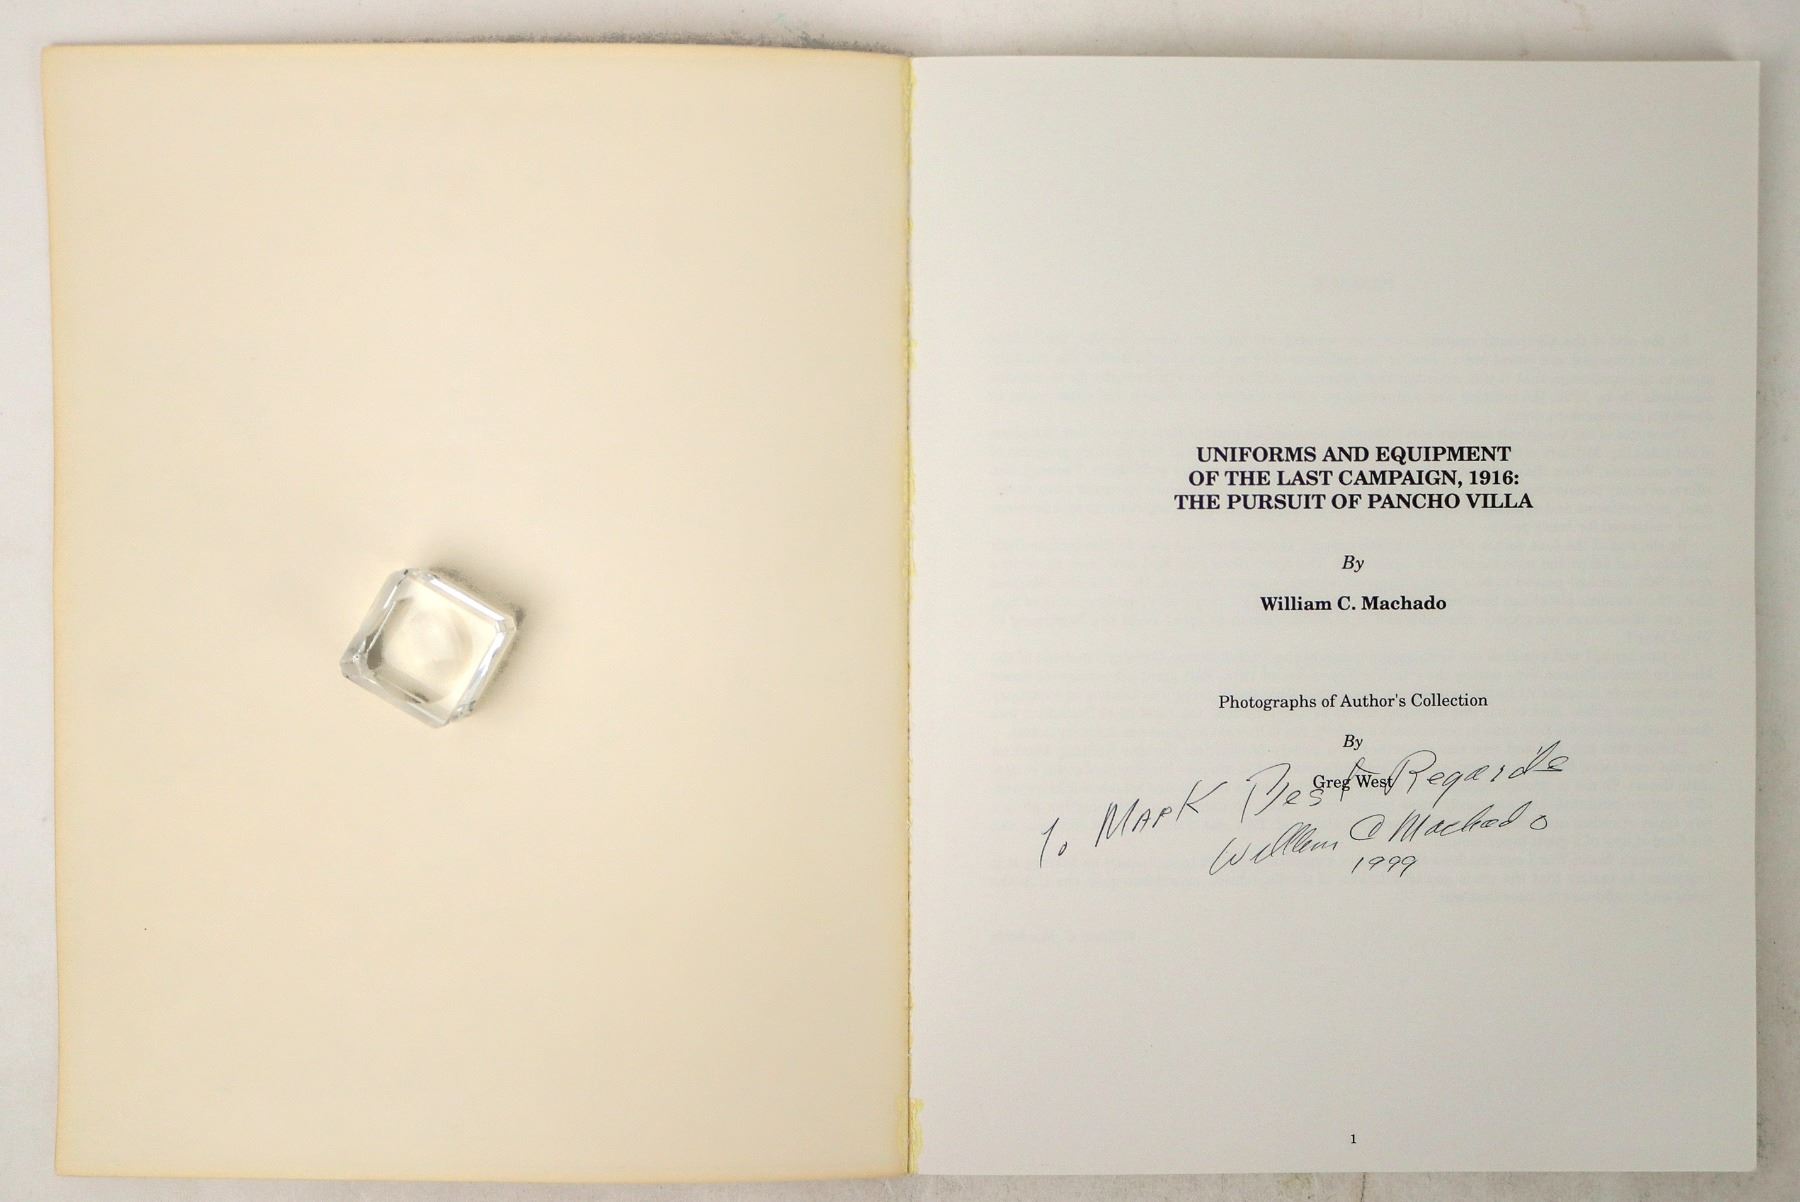 UNIFORMS AND EQUIPMENT
OF THE LAST CAMPAIGN, 1916:
THE PURSUIT OF PANCHO VILLA
By
William C. Machado
Photographs of Author's Collection
By
Greg West
To Mark Best Regards
William C Machado
1999
1